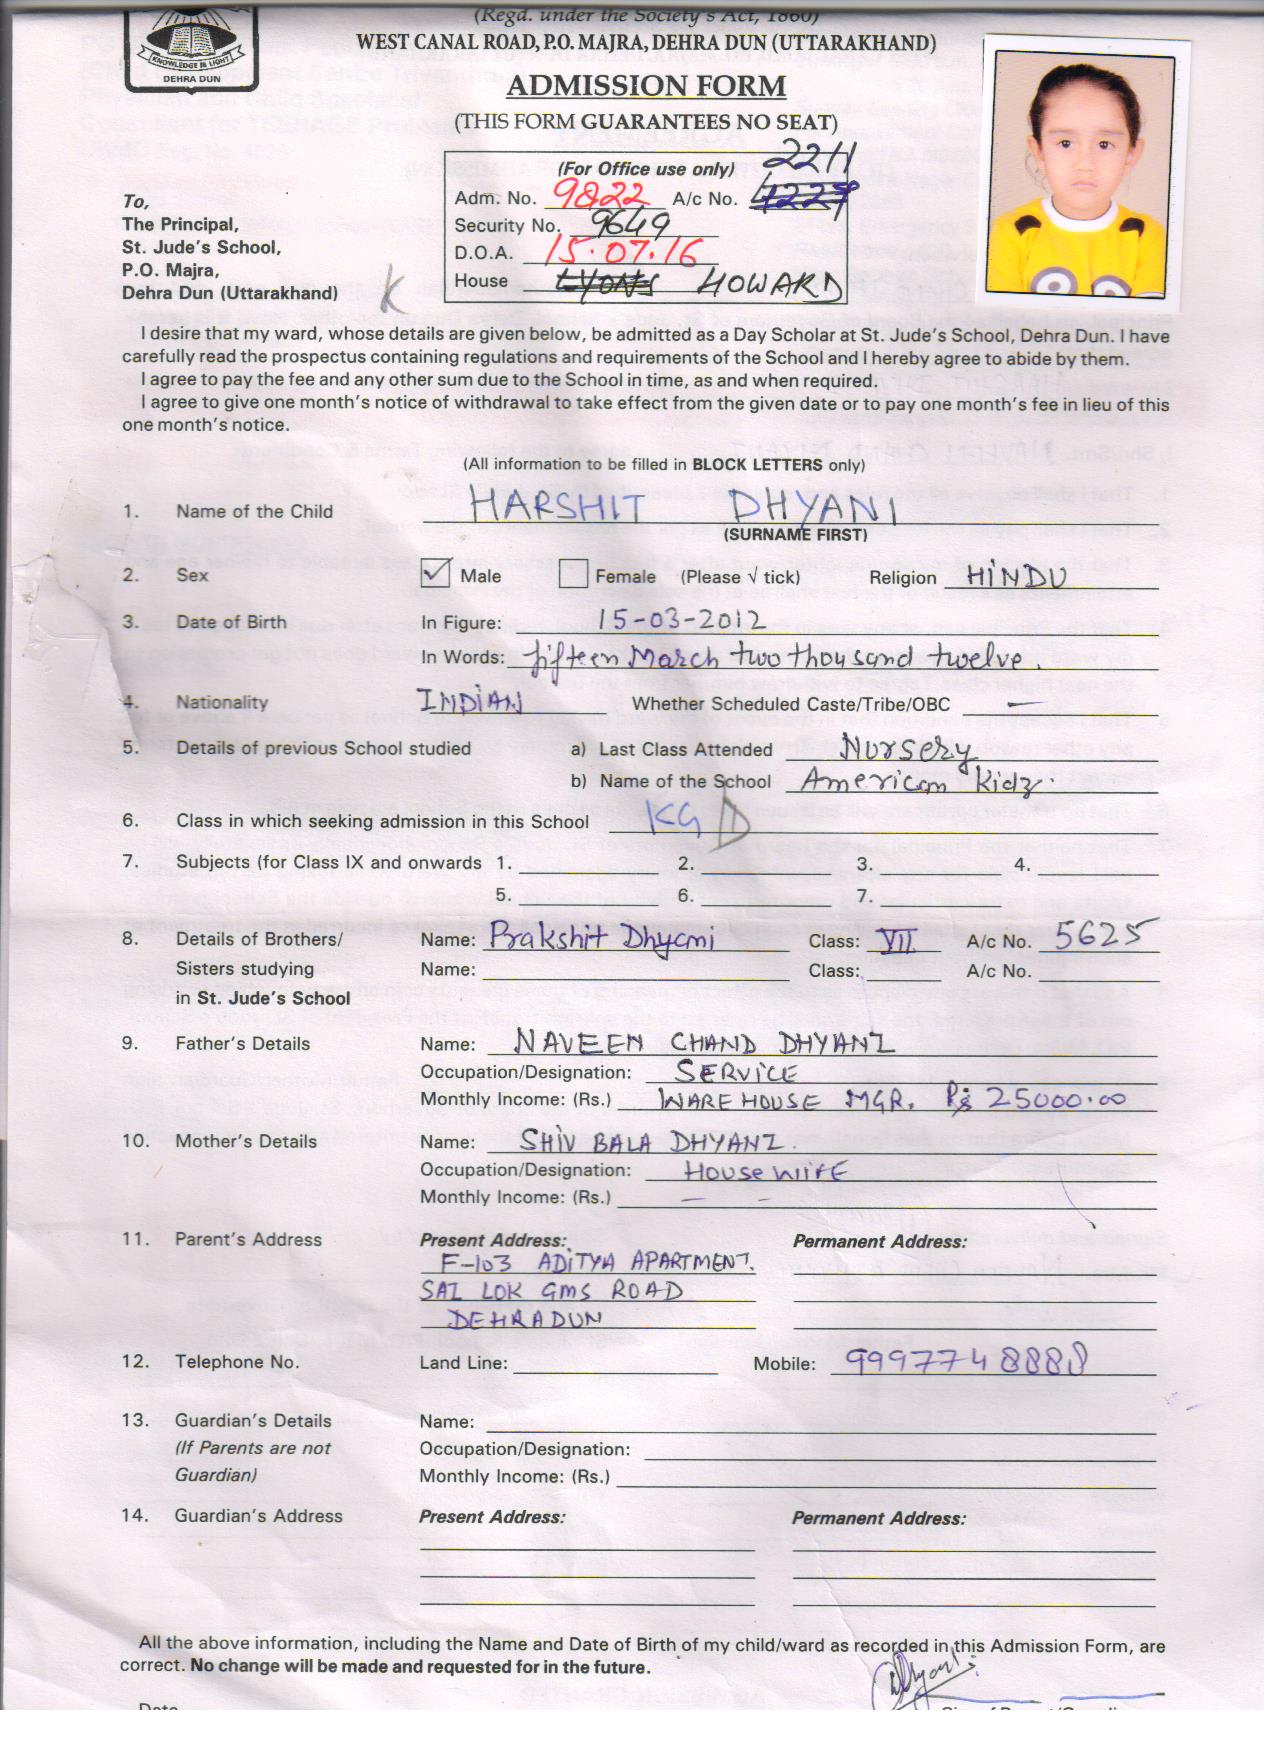 (Regd. under the Society's Act, 1860)
WEST CANAL ROAD, P.O. MAJRA, DEHRA DUN (UTTARAKHAND)
KNOWLEDGE IS LIGHT
DEHRA DUN
ADMISSION FORM
(THIS FORM GUARANTEES NO SEAT)
(For Office use only) 2211
Adm. No. 9822 A/c No.
Security No. 9649
D.O.A. 15.07.16
House LYONS HOWARD
To,
The Principal,
St. Jude's School,
P.O. Majra,
Dehra Dun (Uttarakhand) K
I desire that my ward, whose details are given below, be admitted as a Day Scholar at St. Jude's School, Dehra Dun. I have
carefully read the prospectus containing regulations and requirements of the School and I hereby agree to abide by them.
I agree to pay the fee and any other sum due to the School in time, as and when required.
I agree to give one month's notice of withdrawal to take effect from the given date or to pay one month's fee in lieu of this
one month's notice.
(All information to be filled in BLOCK LETTERS only)
1. Name of the Child HARSHIT DHYANI
(SURNAME FIRST)
2. Sex Male Female (Please √ tick) Religion HINDU
3. Date of Birth In Figure: 15-03-2012
In Words: fifteen March two thousand twelve.
4. Nationality INDIAN Whether Scheduled Caste/Tribe/OBC —
5. Details of previous School studied a) Last Class Attended Nursery
b) Name of the School American Kidz.
6. Class in which seeking admission in this School KG D
7. Subjects (for Class IX and onwards 1. 2. 3. 4.
5. 6. 7.
8. Details of Brothers/ Name: Prakshit Dhyani Class: VII A/c No. 5625
Sisters studying Name: Class: A/c No.
in St. Jude's School
9. Father's Details Name: NAVEEN CHAND DHYANI
Occupation/Designation: SERVICE
Monthly Income: (Rs.) WAREHOUSE MGR. Rs 25000.00
10. Mother's Details Name: SHIV BALA DHYANI.
Occupation/Designation: HouseWIFE
Monthly Income: (Rs.) — —
11. Parent's Address Present Address: Permanent Address:
F-103 ADITYA APARTMENT.
SAI LOK GMS ROAD
DEHRADUN
12. Telephone No. Land Line: Mobile: 9997748888
13. Guardian's Details Name:
(If Parents are not Occupation/Designation:
Guardian) Monthly Income: (Rs.)
14. Guardian's Address Present Address: Permanent Address:
All the above information, including the Name and Date of Birth of my child/ward as recorded in this Admission Form, are
correct. No change will be made and requested for in the future.